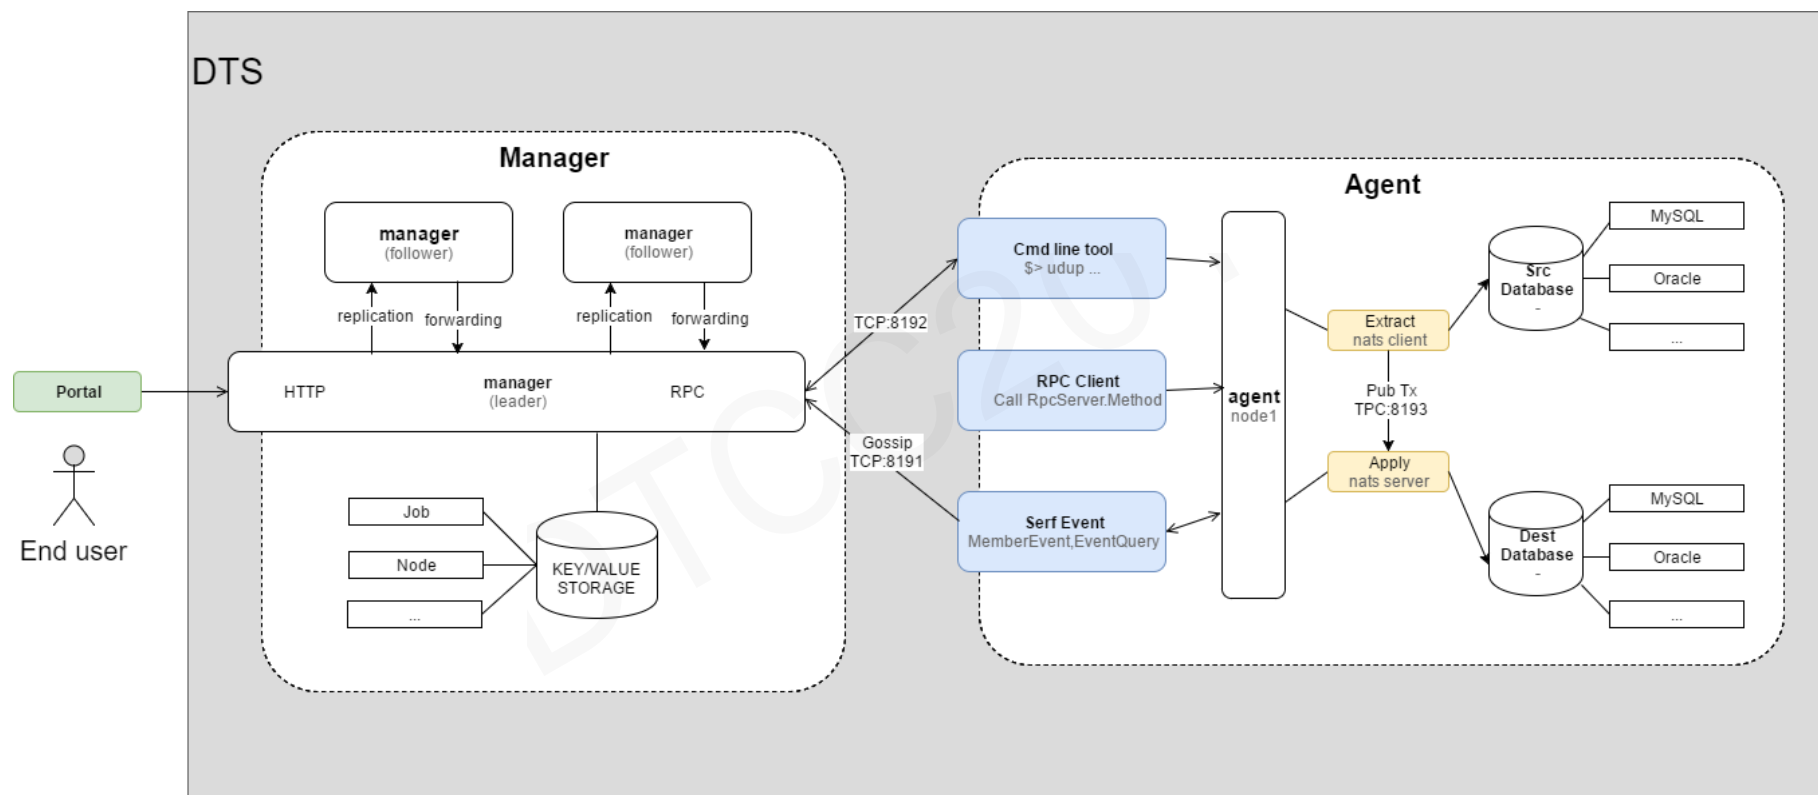 DTS
Manager
manager
(follower)
manager
(follower)
replication
forwarding
replication
forwarding
Portal
HTTP
manager
(leader)
RPC
End user
Job
Node
...
KEY/VALUE
STORAGE
TCP:8192
Gossip
TCP:8191
Agent
Cmd line tool
$> udup ...
RPC Client
Call RpcServer.Method
Serf Event
MemberEvent,EventQuery
agent
node1
Extract
nats client
Pub Tx
TPC:8193
Apply
nats server
Src
Database
-
MySQL
Oracle
...
Dest
Database
-
MySQL
Oracle
...